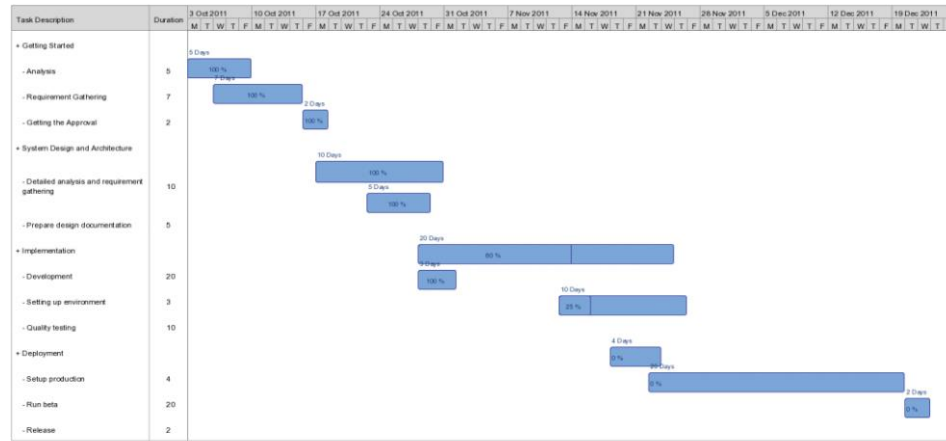 Task Description Duration 3 Oct 2011 10 Oct 2011 17 Oct 2011 24 Oct 2011 31 Oct 2011 7 Nov 2011 14 Nov 2011 21 Nov 2011 28 Nov 2011 5 Dec 2011 12 Dec 2011 19 Dec 2011
M T W T F M T W T F M T W T F M T W T F M T W T F M T W T F M T W T F M T W T F M T W T F M T W T F M T W T F M T W T
+ Getting Started
5 Days
- Analysis 5 100 %
7 Days
- Requirement Gathering 7 100 %
2 Days
- Getting the Approval 2 100 %
+ System Design and Architecture
10 Days
100 %
- Detailed analysis and requirement
gathering 10
5 Days
100 %
- Prepare design documentation 5
20 Days
+ Implementation 60 %
3 Days
- Development 20 100 %
10 Days
- Setting up environment 3 25 %
- Quality testing 10
4 Days
+ Deployment 0 %
20 Days
- Setup production 4 0 %
2 Days
- Run beta 20 0 %
- Release 2